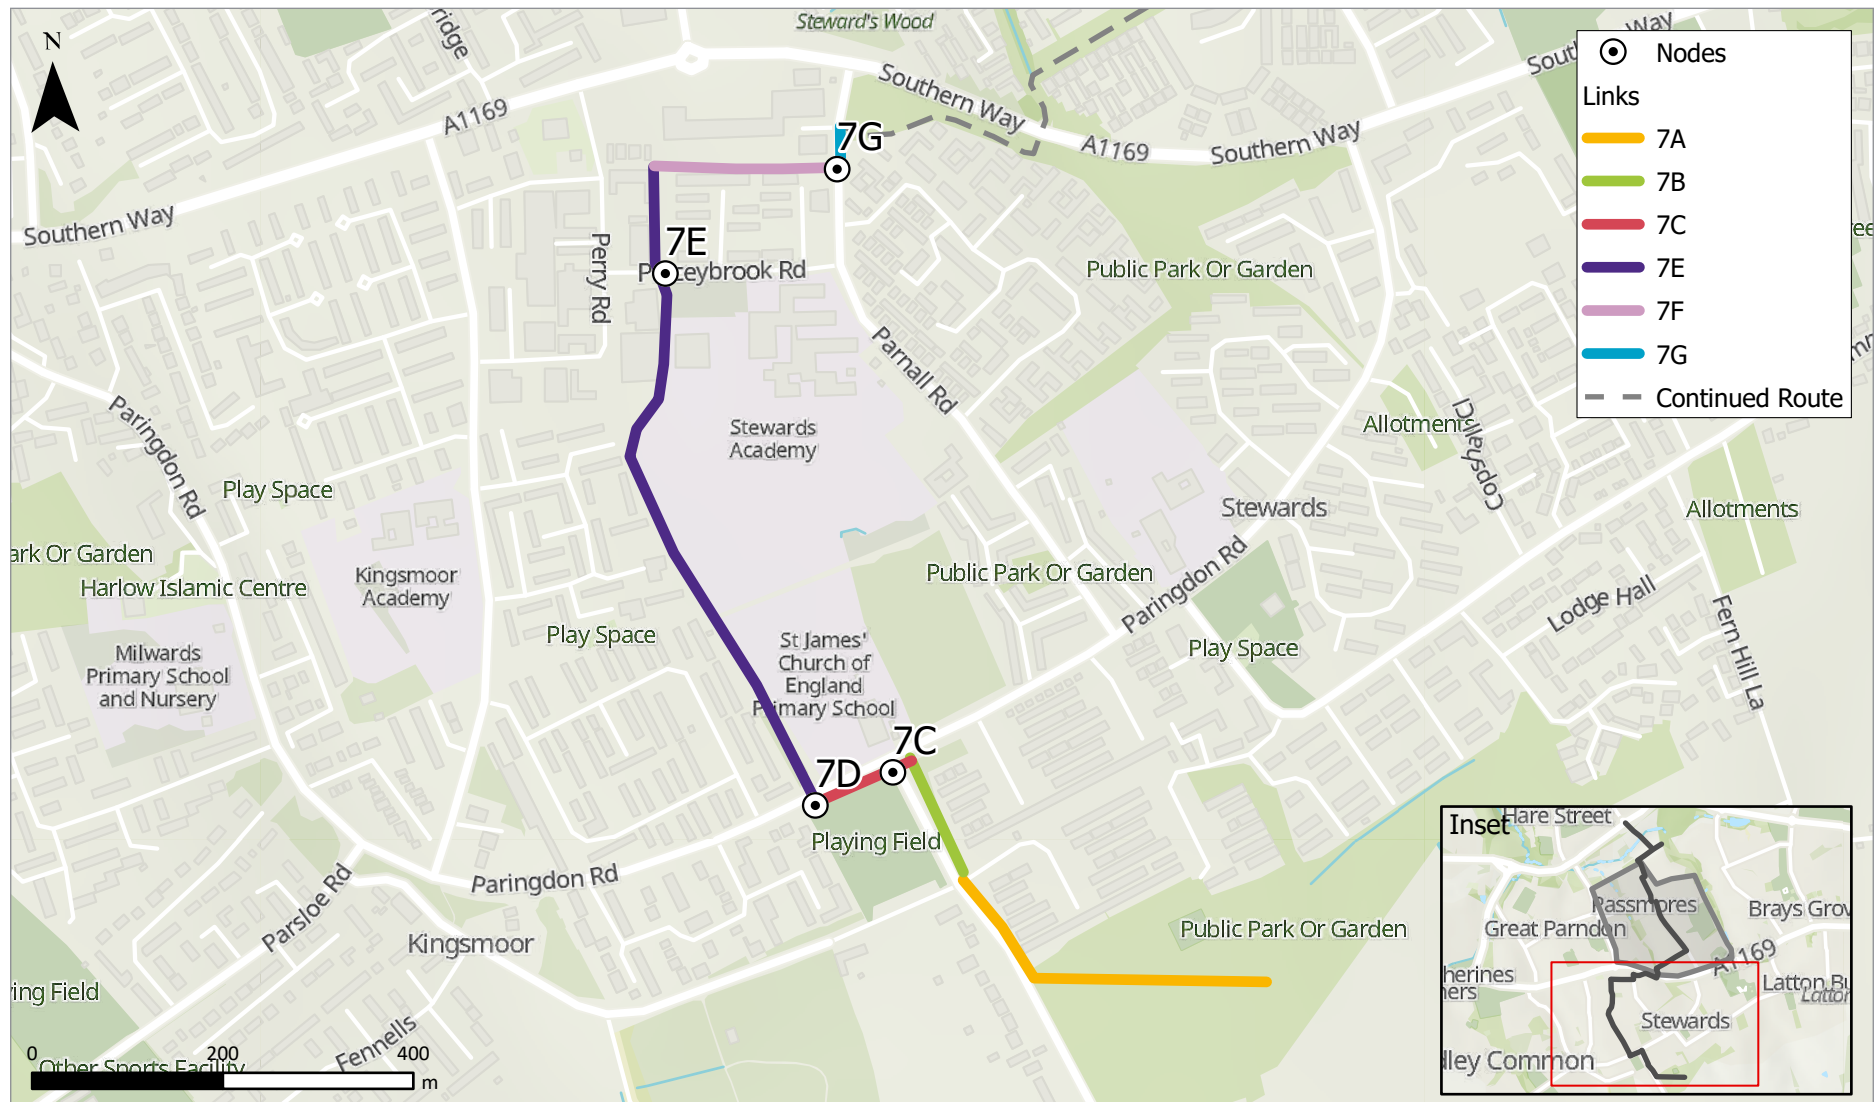 Steward's Wood
N
Southern Way
A1169
Southern Way
A1169
Southern Way
Southern Way
7G
7E
Perry Rd
Parnall Rd
Public Park Or Garden
Paringdon Rd
Stewards
Academy
Allotments
Play Space
Stewards
Allotments
Kingsmoor
Academy
Harlow Islamic Centre
Public Park Or Garden
Paringdon Rd
Lodge Hall
Fern Hill La
Milwards
Primary School
and Nursery
Play Space
St James'
Church of
England
Primary School
Play Space
7C
7D
Playing Field
Paringdon Rd
Parsloe Rd
Kingsmoor
Public Park Or Garden
Fennells
Other Sports Facility
0 200 400
m
Nodes
Links
7A
7B
7C
7E
7F
7G
Continued Route
Inset
Hare Street
Passmores
Great Parndon
A1169
Stewards